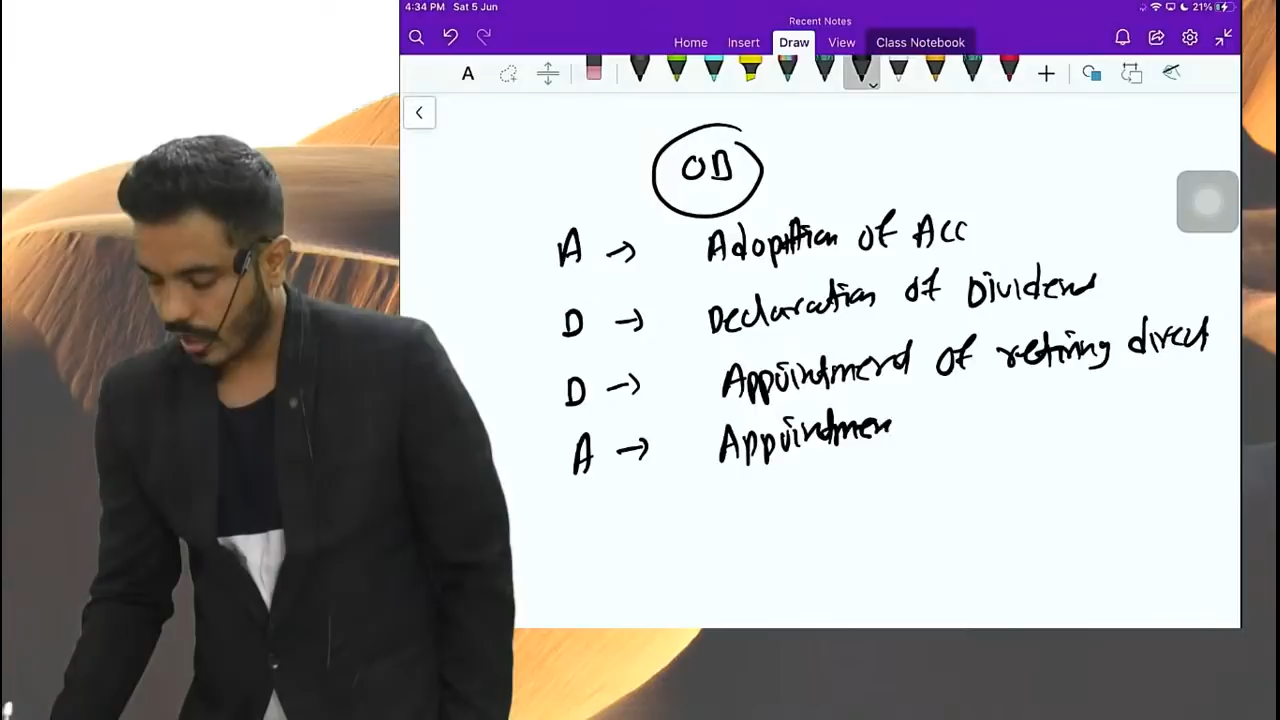 4:34 PM Sat 5 Jun 21%
Recent Notes
Home Insert Draw View Class Notebook
A
OB
A → Adoption of Acc
D → Declaration of Dividend
D → Appointment of retiring direct
A → Appointmen